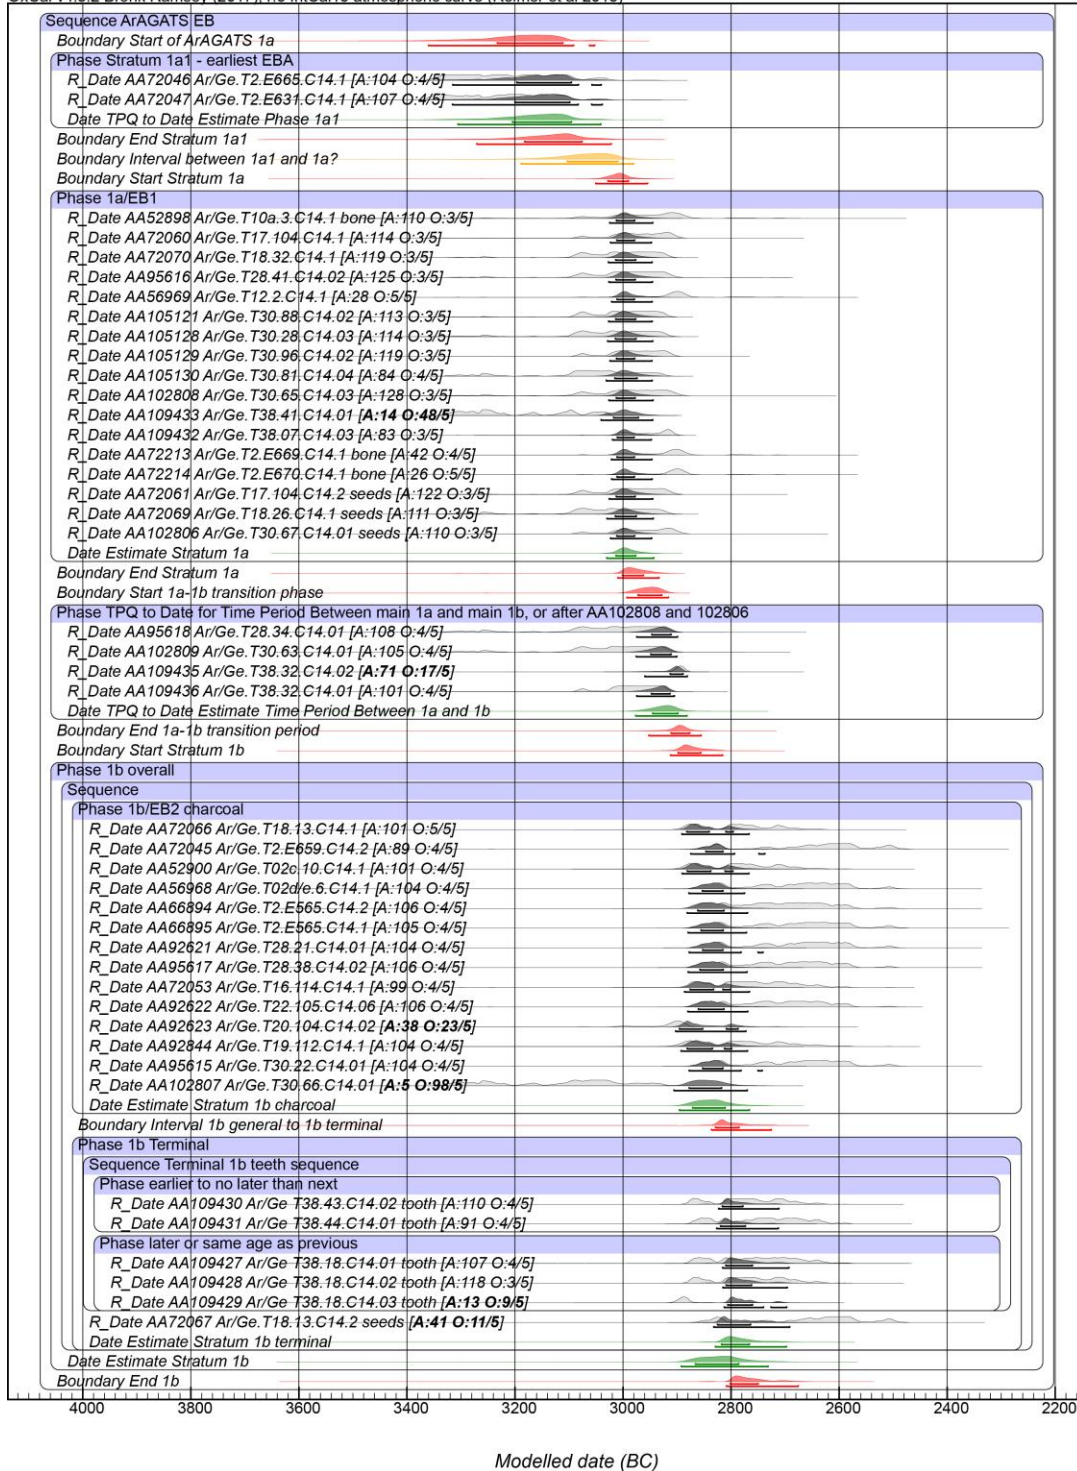 OxCal v4.3.2 Bronk Ramsey (2017); r:5 IntCal13 atmospheric curve (Reimer et al 2013)
Sequence ArAGATS EB
Boundary Start of ArAGATS 1a
Phase Stratum 1a1 - earliest EBA
R_Date AA72046 Ar/Ge.T2.E665.C14.1 [A:104 O:4/5]
R_Date AA72047 Ar/Ge.T2.E631.C14.1 [A:107 O:4/5]
Date TPQ to Date Estimate Phase 1a1
Boundary End Stratum 1a1
Boundary Interval between 1a1 and 1a?
Boundary Start Stratum 1a
Phase 1a/EB1
R_Date AA52898 Ar/Ge.T10a.3.C14.1 bone [A:110 O:3/5]
R_Date AA72060 Ar/Ge.T17.104.C14.1 [A:114 O:3/5]
R_Date AA72070 Ar/Ge.T18.32.C14.1 [A:119 O:3/5]
R_Date AA95616 Ar/Ge.T28.41.C14.02 [A:125 O:3/5]
R_Date AA56969 Ar/Ge.T12.2.C14.1 [A:28 O:5/5]
R_Date AA105121 Ar/Ge.T30.88.C14.02 [A:113 O:3/5]
R_Date AA105128 Ar/Ge.T30.28.C14.03 [A:114 O:3/5]
R_Date AA105129 Ar/Ge.T30.96.C14.02 [A:119 O:3/5]
R_Date AA105130 Ar/Ge.T30.81.C14.04 [A:84 O:4/5]
R_Date AA102808 Ar/Ge.T30.65.C14.03 [A:128 O:3/5]
R_Date AA109433 Ar/Ge.T38.41.C14.01 [A:14 O:48/5]
R_Date AA109432 Ar/Ge.T38.07.C14.03 [A:83 O:3/5]
R_Date AA72213 Ar/Ge.T2.E669.C14.1 bone [A:42 O:4/5]
R_Date AA72214 Ar/Ge.T2.E670.C14.1 bone [A:26 O:5/5]
R_Date AA72061 Ar/Ge.T17.104.C14.2 seeds [A:122 O:3/5]
R_Date AA72069 Ar/Ge.T18.26.C14.1 seeds [A:111 O:3/5]
R_Date AA102806 Ar/Ge.T30.67.C14.01 seeds [A:110 O:3/5]
Date Estimate Stratum 1a
Boundary End Stratum 1a
Boundary Start 1a-1b transition phase
Phase TPQ to Date for Time Period Between main 1a and main 1b, or after AA102808 and 102806
R_Date AA95618 Ar/Ge.T28.34.C14.01 [A:108 O:4/5]
R_Date AA102809 Ar/Ge.T30.63.C14.01 [A:105 O:4/5]
R_Date AA109435 Ar/Ge.T38.32.C14.02 [A:71 O:17/5]
R_Date AA109436 Ar/Ge.T38.32.C14.01 [A:101 O:4/5]
Date TPQ to Date Estimate Time Period Between 1a and 1b
Boundary End 1a-1b transition period
Boundary Start Stratum 1b
Phase 1b overall
Sequence
Phase 1b/EB2 charcoal
R_Date AA72066 Ar/Ge.T18.13.C14.1 [A:101 O:5/5]
R_Date AA72045 Ar/Ge.T2.E659.C14.2 [A:89 O:4/5]
R_Date AA52900 Ar/Ge.T02c.10.C14.1 [A:101 O:4/5]
R_Date AA56968 Ar/Ge.T02d/e.6.C14.1 [A:104 O:4/5]
R_Date AA66894 Ar/Ge.T2.E565.C14.2 [A:106 O:4/5]
R_Date AA66895 Ar/Ge.T2.E565.C14.1 [A:105 O:4/5]
R_Date AA92621 Ar/Ge.T28.21.C14.01 [A:104 O:4/5]
R_Date AA95617 Ar/Ge.T28.38.C14.02 [A:106 O:4/5]
R_Date AA72053 Ar/Ge.T16.114.C14.1 [A:99 O:4/5]
R_Date AA92622 Ar/Ge.T22.105.C14.06 [A:106 O:4/5]
R_Date AA92623 Ar/Ge.T20.104.C14.02 [A:38 O:23/5]
R_Date AA92844 Ar/Ge.T19.112.C14.1 [A:104 O:4/5]
R_Date AA95615 Ar/Ge.T30.22.C14.01 [A:104 O:4/5]
R_Date AA102807 Ar/Ge.T30.66.C14.01 [A:5 O:98/5]
Date Estimate Stratum 1b charcoal
Boundary Interval 1b general to 1b terminal
Phase 1b Terminal
Sequence Terminal 1b teeth sequence
Phase earlier to no later than next
R_Date AA109430 Ar/Ge T38.43.C14.02 tooth [A:110 O:4/5]
R_Date AA109431 Ar/Ge T38.44.C14.01 tooth [A:91 O:4/5]
Phase later or same age as previous
R_Date AA109427 Ar/Ge T38.18.C14.01 tooth [A:107 O:4/5]
R_Date AA109428 Ar/Ge T38.18.C14.02 tooth [A:118 O:3/5]
R_Date AA109429 Ar/Ge T38.18.C14.03 tooth [A:13 O:9/5]
R_Date AA72067 Ar/Ge.T18.13.C14.2 seeds [A:41 O:11/5]
Date Estimate Stratum 1b terminal
Date Estimate Stratum 1b
Boundary End 1b
4000 3800 3600 3400 3200 3000 2800 2600 2400 2200
Modelled date (BC)